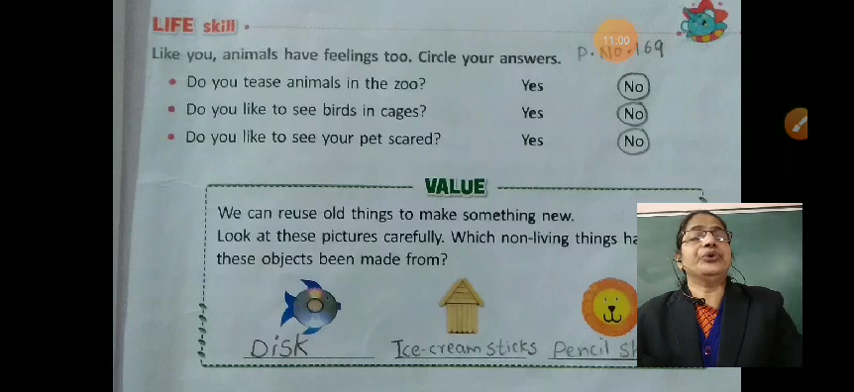 LIFE skill
Like you, animals have feelings too. Circle your answers. P. No. 169
11:00
Do you tease animals in the zoo? Yes No
Do you like to see birds in cages? Yes No
Do you like to see your pet scared? Yes No
VALUE
We can reuse old things to make something new.
Look at these pictures carefully. Which non-living things
these objects been made from?
Disk Ice-cream sticks Pencil